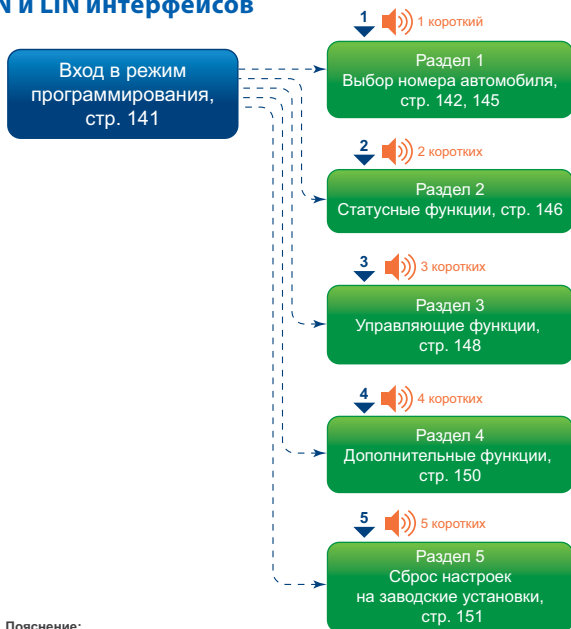 N и LIN интерфейсов
Вход в режим
программирования,
стр. 141
1 1 короткий
Раздел 1
Выбор номера автомобиля,
стр. 142, 145
2 2 коротких
Раздел 2
Статусные функции, стр. 146
3 3 коротких
Раздел 3
Управляющие функции,
стр. 148
4 4 коротких
Раздел 4
Дополнительные функции,
стр. 150
5 5 коротких
Раздел 5
Сброс настроек
на заводские установки,
стр. 151
Пояснение: